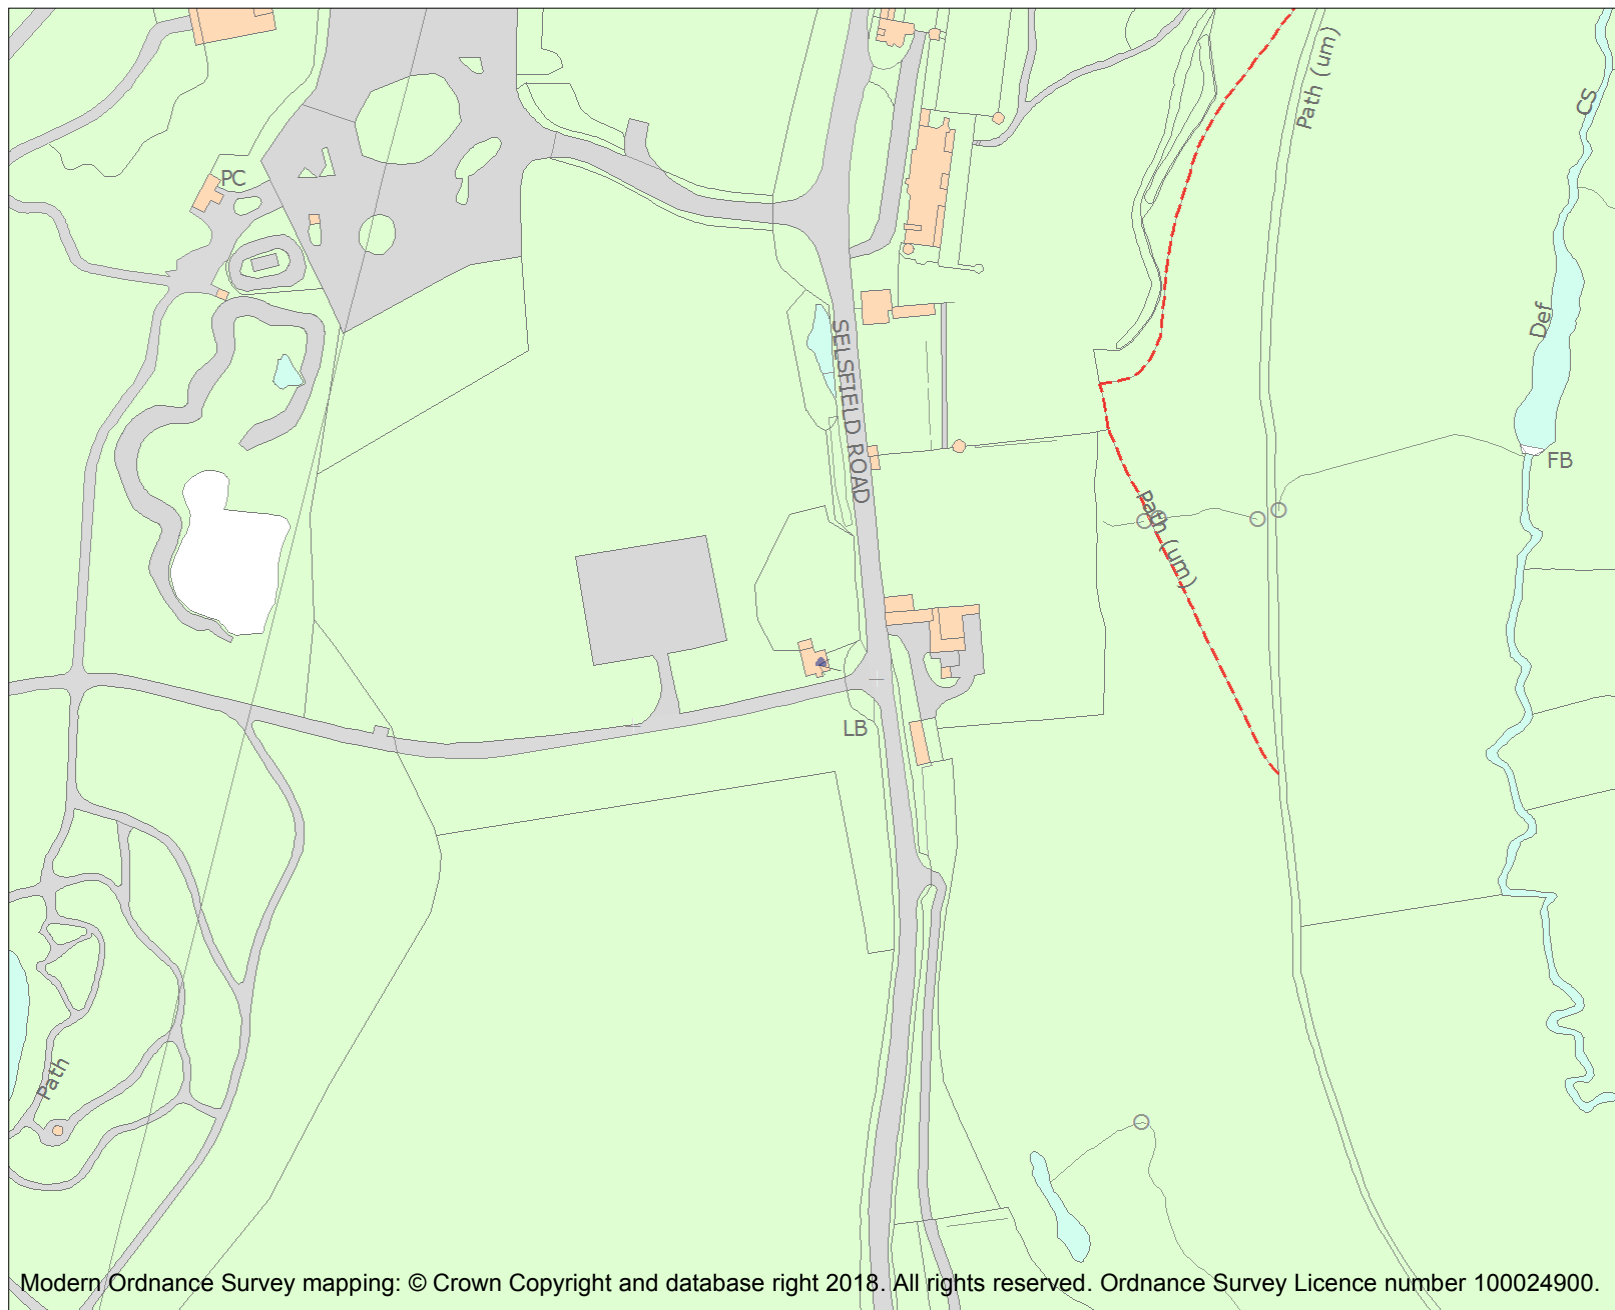 Path (um)
CS
PC
Def
SELSFIELD ROAD
FB
Path (um)
LB
Path
Modern Ordnance Survey mapping: © Crown Copyright and database right 2018. All rights reserved. Ordnance Survey Licence number 100024900.